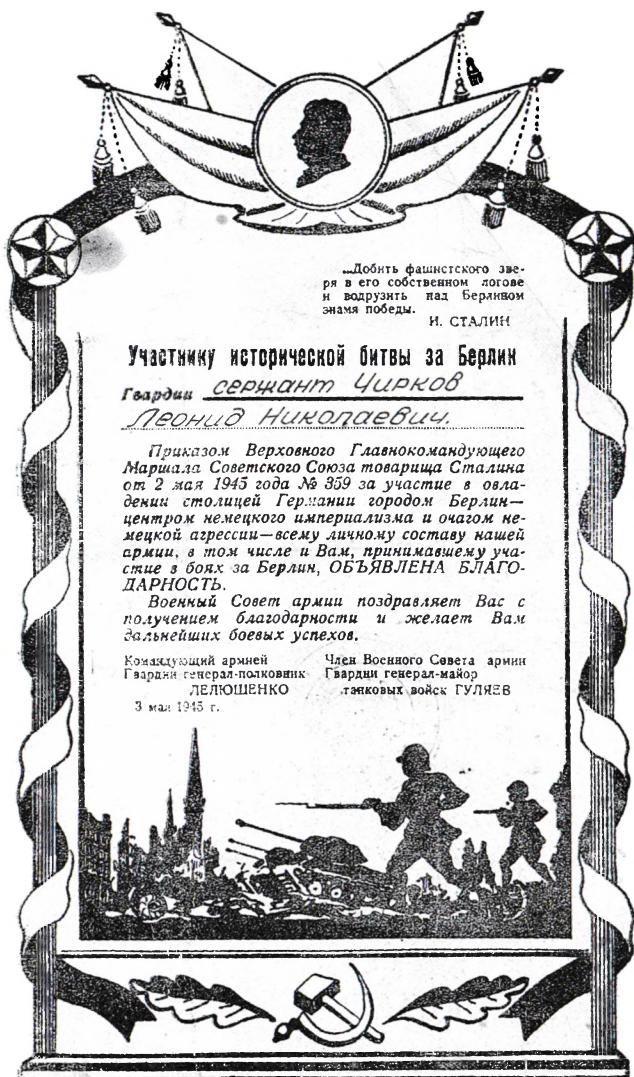 ...Добить фашистского зве-
ря в его собственном логове
и водрузить над Берлином
знамя победы.
И. СТАЛИН
Участнику исторической битвы за Берлин
Гвардии сержант Чирков
Леонид Николаевич.
Приказом Верховного Главнокомандующего
Маршала Советского Союза товарища Сталина
от 2 мая 1945 года № 359 за участие в овла-
дении столицей Германии городом Берлин—
центром немецкого империализма и очагом не-
мецкой агрессии—всему личному составу нашей
армии, в том числе и Вам, принимавшему уча-
стие в боях за Берлин, ОБЪЯВЛЕНА БЛАГО-
ДАРНОСТЬ.
Военный Совет армии поздравляет Вас с
получением благодарности и желает Вам
дальнейших боевых успехов.
Командующий армией
Гвардии генерал-полковник
ЛЕЛЮШЕНКО
3 мая 1945 г.
Член Военного Совета армии
Гвардии генерал-майор
танковых войск ГУЛЯЕВ